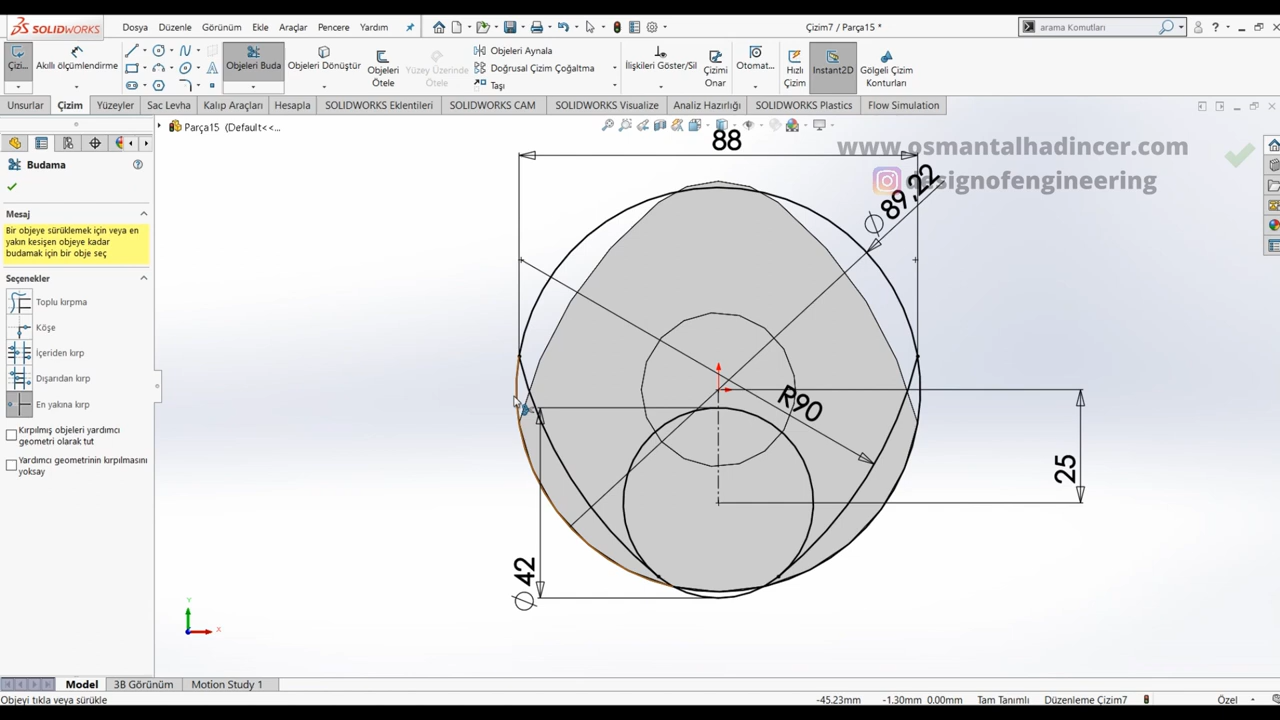 SOLIDWORKS
Dosya Düzenle Görünüm Ekle Araçlar Pencere Yardım
Çizim7 / Parça15 *
arama Komutları
Çizi... Akıllı ölçümlendirme
Objeleri Buda Objeleri Dönüştür Objeleri Ötele Yüzey Üzerinde Ötele
Objeleri Aynala
Doğrusal Çizim Çoğaltma
Taşı
İlişkileri Göster/Sil Çizimi Onar Otomat... Hızlı Çizim Instant2D Gölgeli Çizim Konturları
Unsurlar Çizim Yüzeyler Sac Levha Kalıp Araçları Hesapla SOLIDWORKS Eklentileri SOLIDWORKS CAM SOLIDWORKS Visualize Analiz Hazırlığı SOLIDWORKS Plastics Flow Simulation
Parça15 (Default<<...
Budama
Mesaj
Bir objeye sürüklemek için veya en
yakın kesişen objeye kadar
budamak için bir obje seç
Seçenekler
Toplu kırpma
Köşe
İçeriden kırp
Dışarıdan kırp
En yakına kırp
Kırpılmış objeleri yardımcı
geometri olarak tut
Yardımcı geometrinin kırpılmasını
yoksay
88
www.osmantalhadincer.com
designofengineering
∅ 89,22
R90
25
∅ 42
Y
X
Model 3B Görünüm Motion Study 1
Objeyi tıkla veya sürükle
-45.23mm -1.30mm 0.00mm Tam Tanımlı Düzenleme Çizim7 Özel